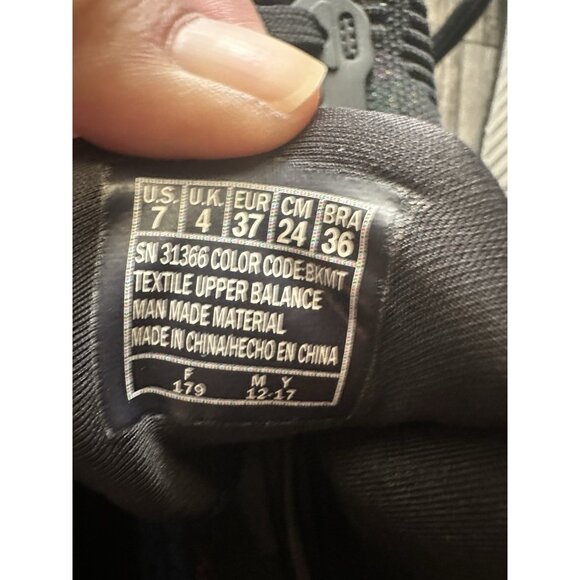 U.S. U.K. EUR CM BRA
7 4 37 24 36
SN 31366 COLOR CODE:BKMT
TEXTILE UPPER BALANCE
MAN MADE MATERIAL
MADE IN CHINA/HECHO EN CHINA
F M Y
179 12-17